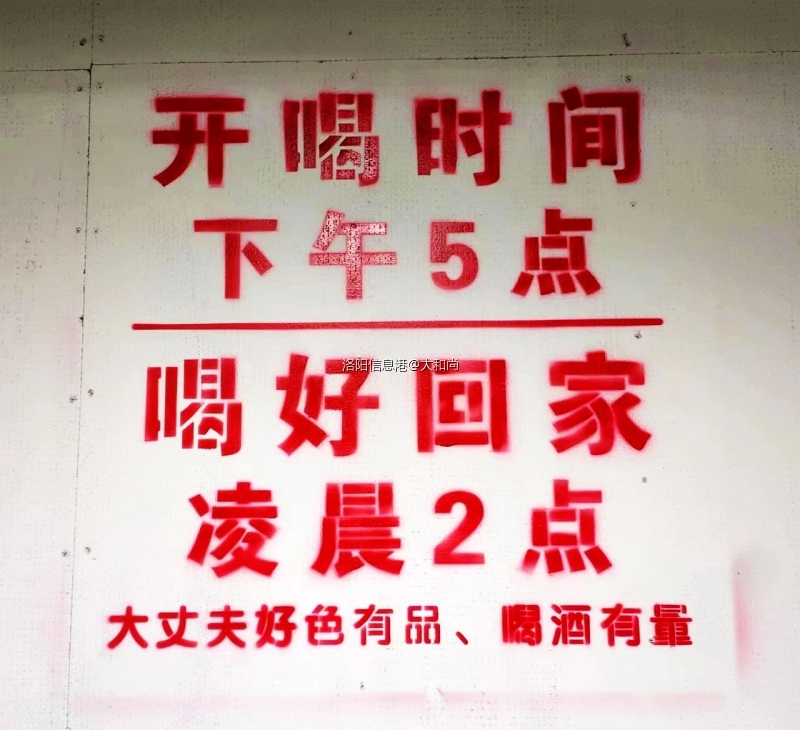 开喝时间
下午5点
洛阳信息港@大和尚
喝好回家
凌晨2点
大丈夫好色有品、喝酒有量